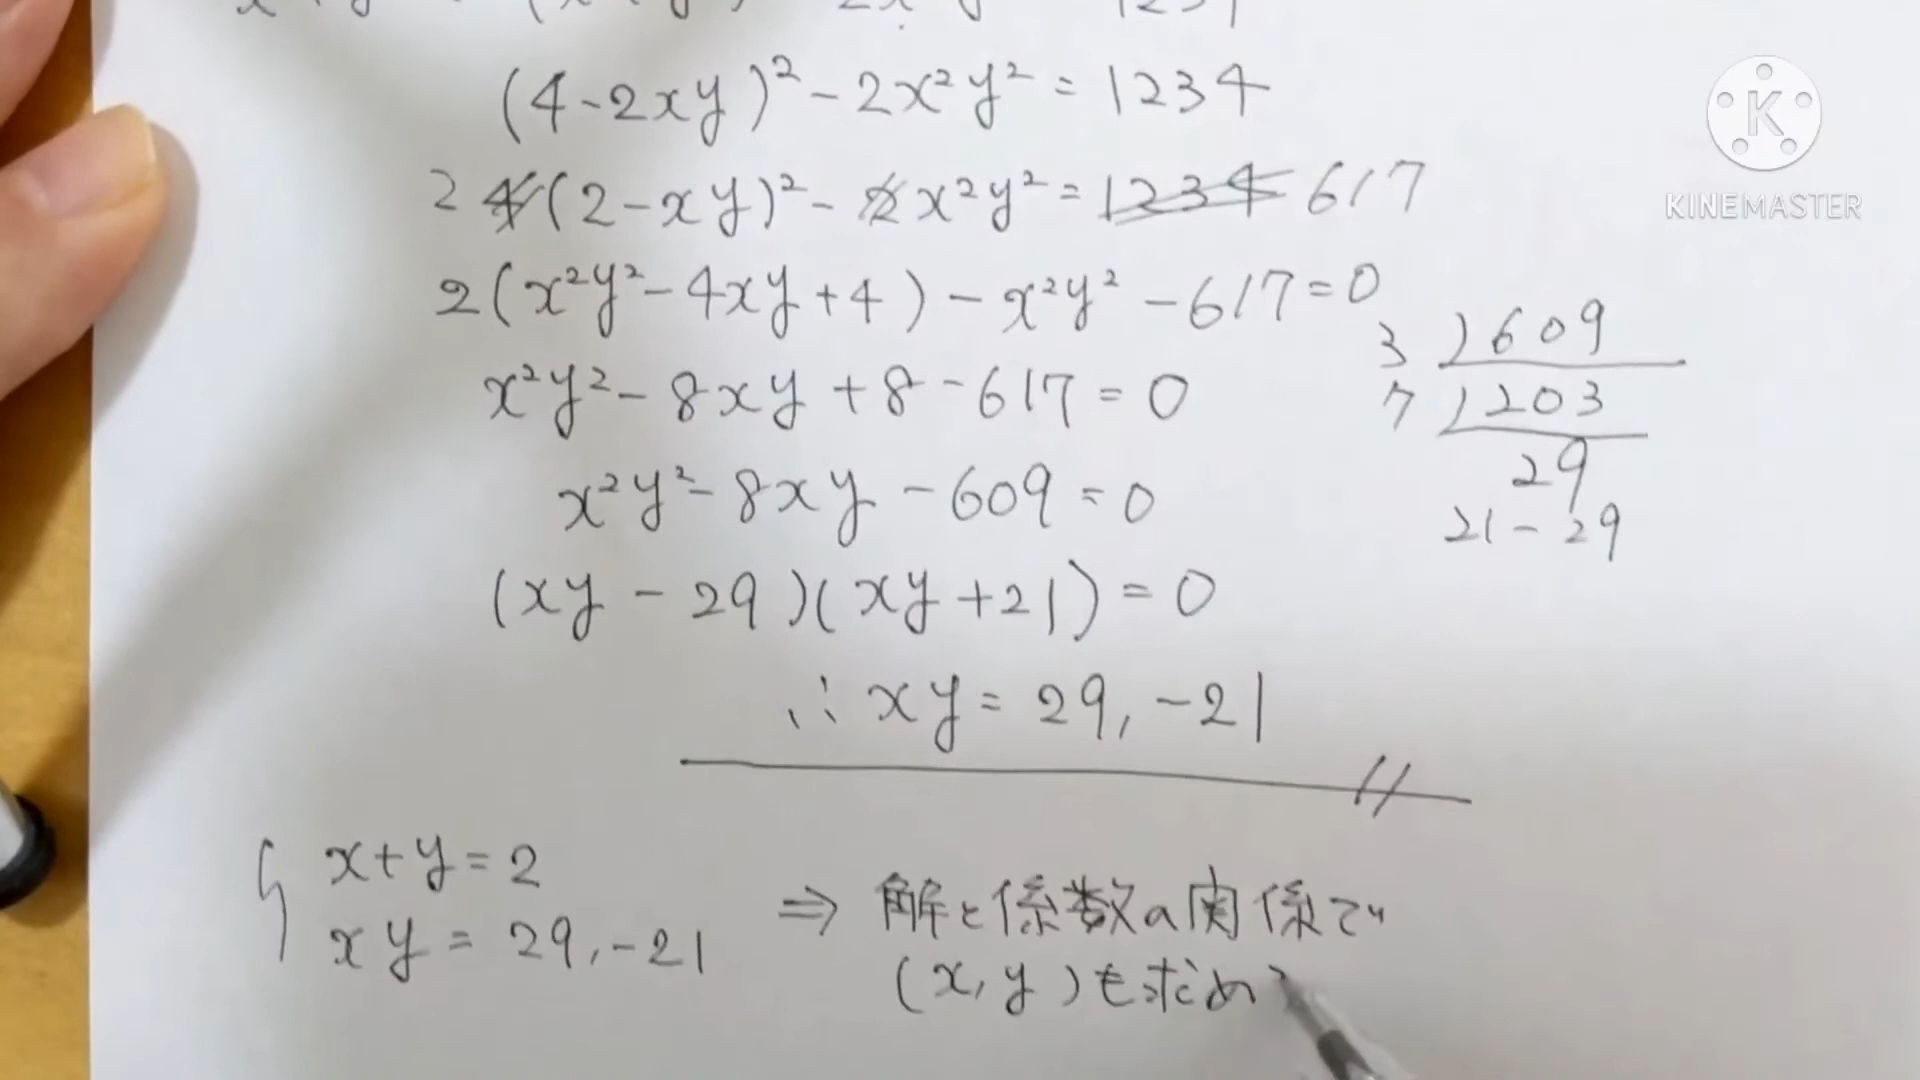 (4-2xy)²-2x²y²=1234
2 4(2-xy)²-2x²y²=1234 617
2(x²y²-4xy+4)-x²y²-617=0
x²y²-8xy+8-617=0
x²y²-8xy-609=0
(xy-29)(xy+21)=0
∴xy=29,-21
3)609
7)203
29
21-29
x+y=2
xy=29,-21
⇒解と係数の関係で
(x,y)も求め
K
KINEMASTER